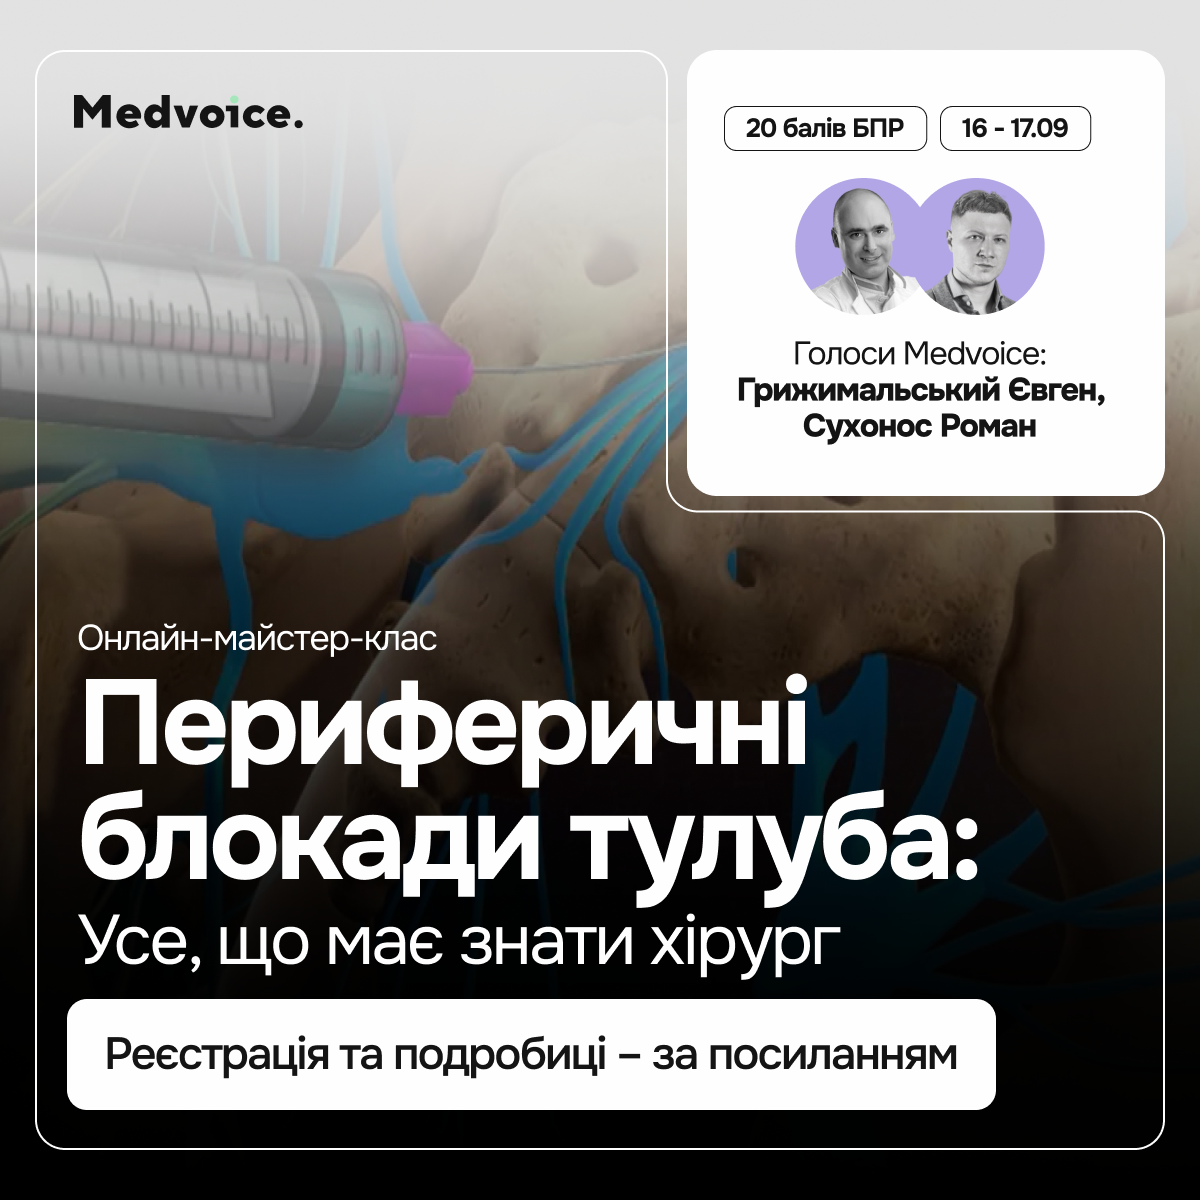 Medvoice.
20 балів БПР
16 - 17.09
Голоси Medvoice:
Грижимальський Євген,
Сухонос Роман
Онлайн-майстер-клас
Периферичні
блокади тулуба:
Усе, що має знати хірург
Реєстрація та подробиці – за посиланням